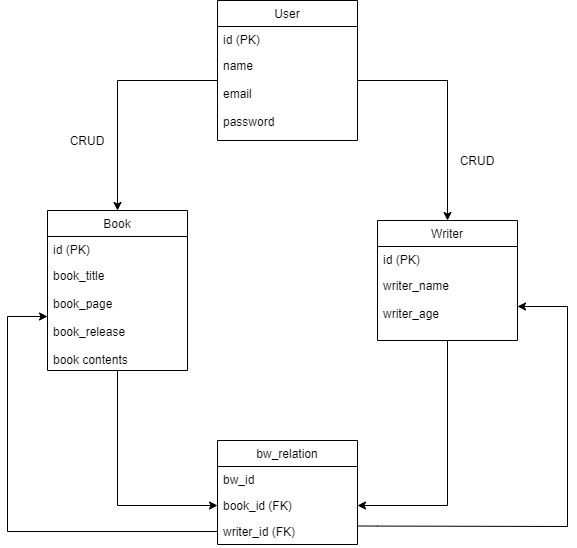 User
id (PK)
name
email
password
CRUD
CRUD
Book
id (PK)
book_title
book_page
book_release
book contents
Writer
id (PK)
writer_name
writer_age
bw_relation
bw_id
book_id (FK)
writer_id (FK)